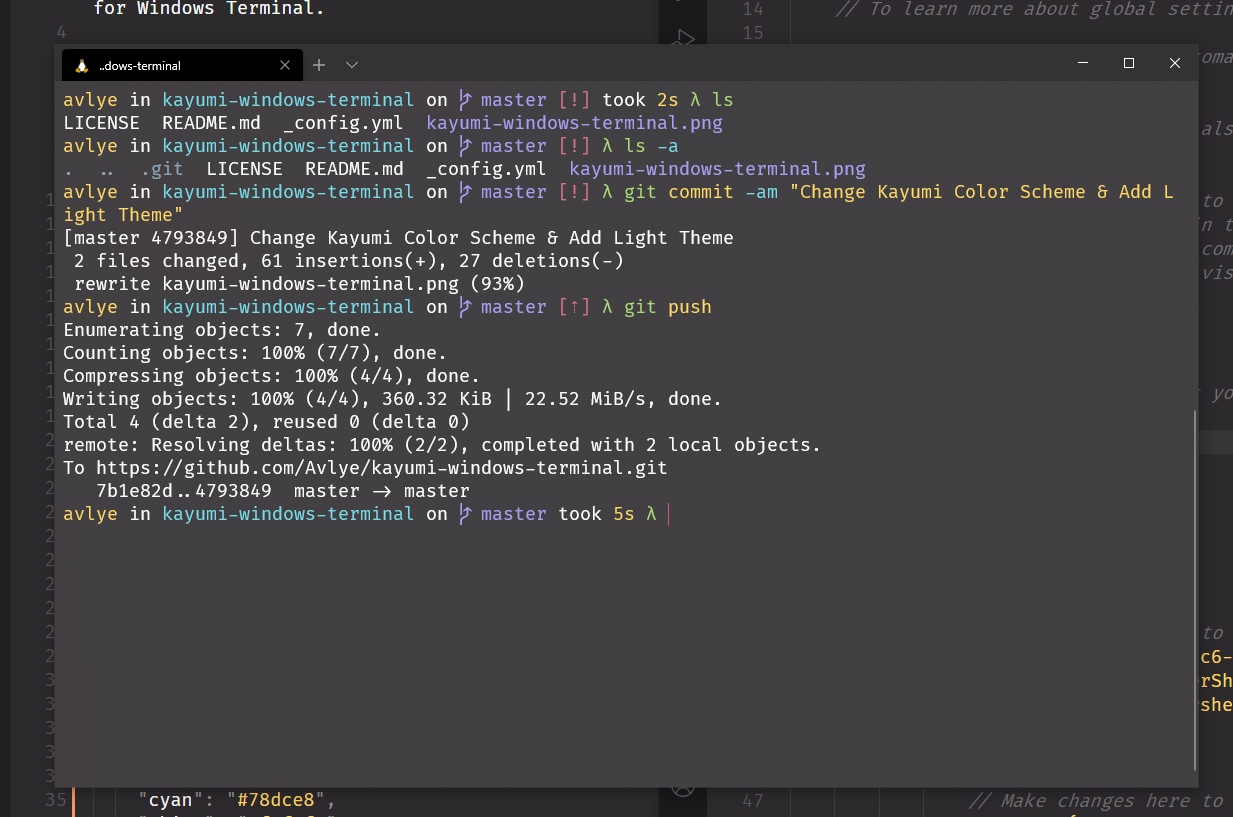 for Windows Terminal.
4
14 // To learn more about global settin
15
..dows-terminal
avlye in kayumi-windows-terminal on master [!] took 2s λ ls
LICENSE README.md _config.yml kayumi-windows-terminal.png
avlye in kayumi-windows-terminal on master [!] λ ls -a
. .. .git LICENSE README.md _config.yml kayumi-windows-terminal.png
avlye in kayumi-windows-terminal on master [!] λ git commit -am "Change Kayumi Color Scheme & Add L
ight Theme"
[master 4793849] Change Kayumi Color Scheme & Add Light Theme
2 files changed, 61 insertions(+), 27 deletions(-)
rewrite kayumi-windows-terminal.png (93%)
avlye in kayumi-windows-terminal on master [↑] λ git push
Enumerating objects: 7, done.
Counting objects: 100% (7/7), done.
Compressing objects: 100% (4/4), done.
Writing objects: 100% (4/4), 360.32 KiB | 22.52 MiB/s, done.
Total 4 (delta 2), reused 0 (delta 0)
remote: Resolving deltas: 100% (2/2), completed with 2 local objects.
To https://github.com/Avlye/kayumi-windows-terminal.git
7b1e82d..4793849 master -> master
avlye in kayumi-windows-terminal on master took 5s λ
to
c6-
rSh
she
35 "cyan": "#78dce8",
47 // Make changes here to